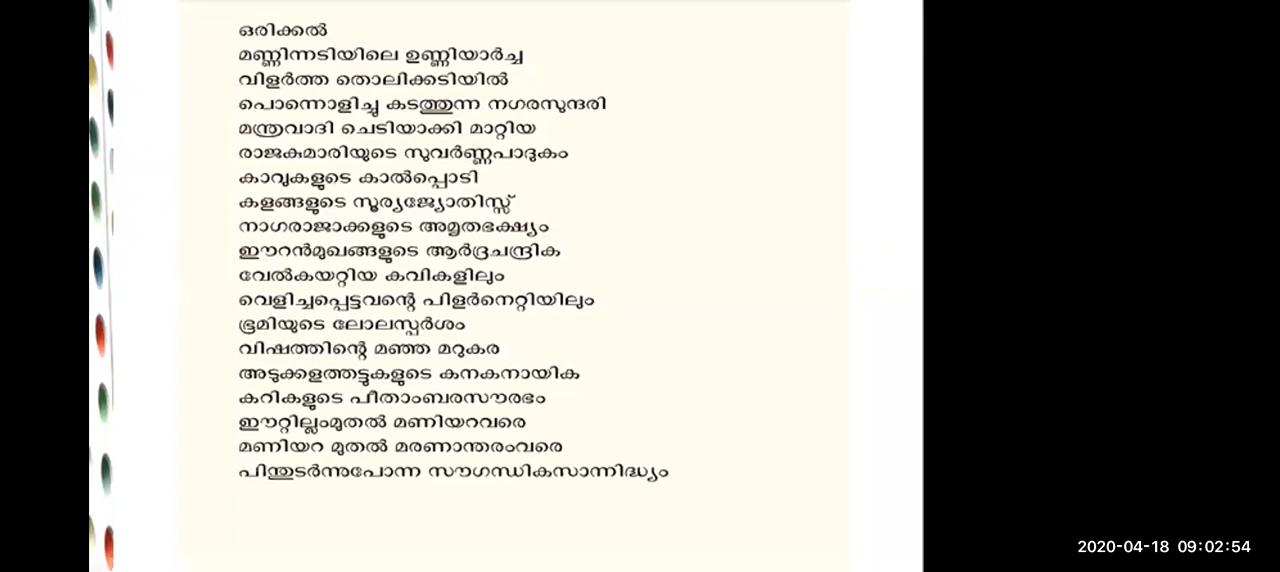 ഒരിക്കൽ
മണ്ണിന്നടിയിലെ ഉണ്ണിയാർച്ച
വിളർത്ത തൊലിക്കടിയിൽ
പൊന്നൊളിച്ചു കടത്തുന്ന നഗരസുന്ദരി
മന്ത്രവാദി ചെടിയാക്കി മാറ്റിയ
രാജകുമാരിയുടെ സുവർണ്ണപാദുകം
കാവുകളുടെ കാൽപ്പൊടി
കളങ്ങളുടെ സൂര്യജ്യോതിസ്സ്
നാഗരാജാക്കളുടെ അമൃതഭക്ഷ്യം
ഈറൻമുഖങ്ങളുടെ ആർദ്രചന്ദ്രിക
വേൽകയറ്റിയ കവികളിലും
വെളിച്ചപ്പെട്ടവന്റെ പിളർനെറ്റിയിലും
ഭൂമിയുടെ ലോലസ്പർശം
വിഷത്തിന്റെ മഞ്ഞ മറുകര
അടുക്കളത്തട്ടുകളുടെ കനകനായിക
കറികളുടെ പീതാംബരസൗരഭം
ഈറ്റില്ലംമുതൽ മണിയറവരെ
മണിയറ മുതൽ മരണാന്തരംവരെ
പിന്തുടർന്നുപോന്ന സൗഗന്ധികസാന്നിദ്ധ്യം
2020-04-18 09:02:54